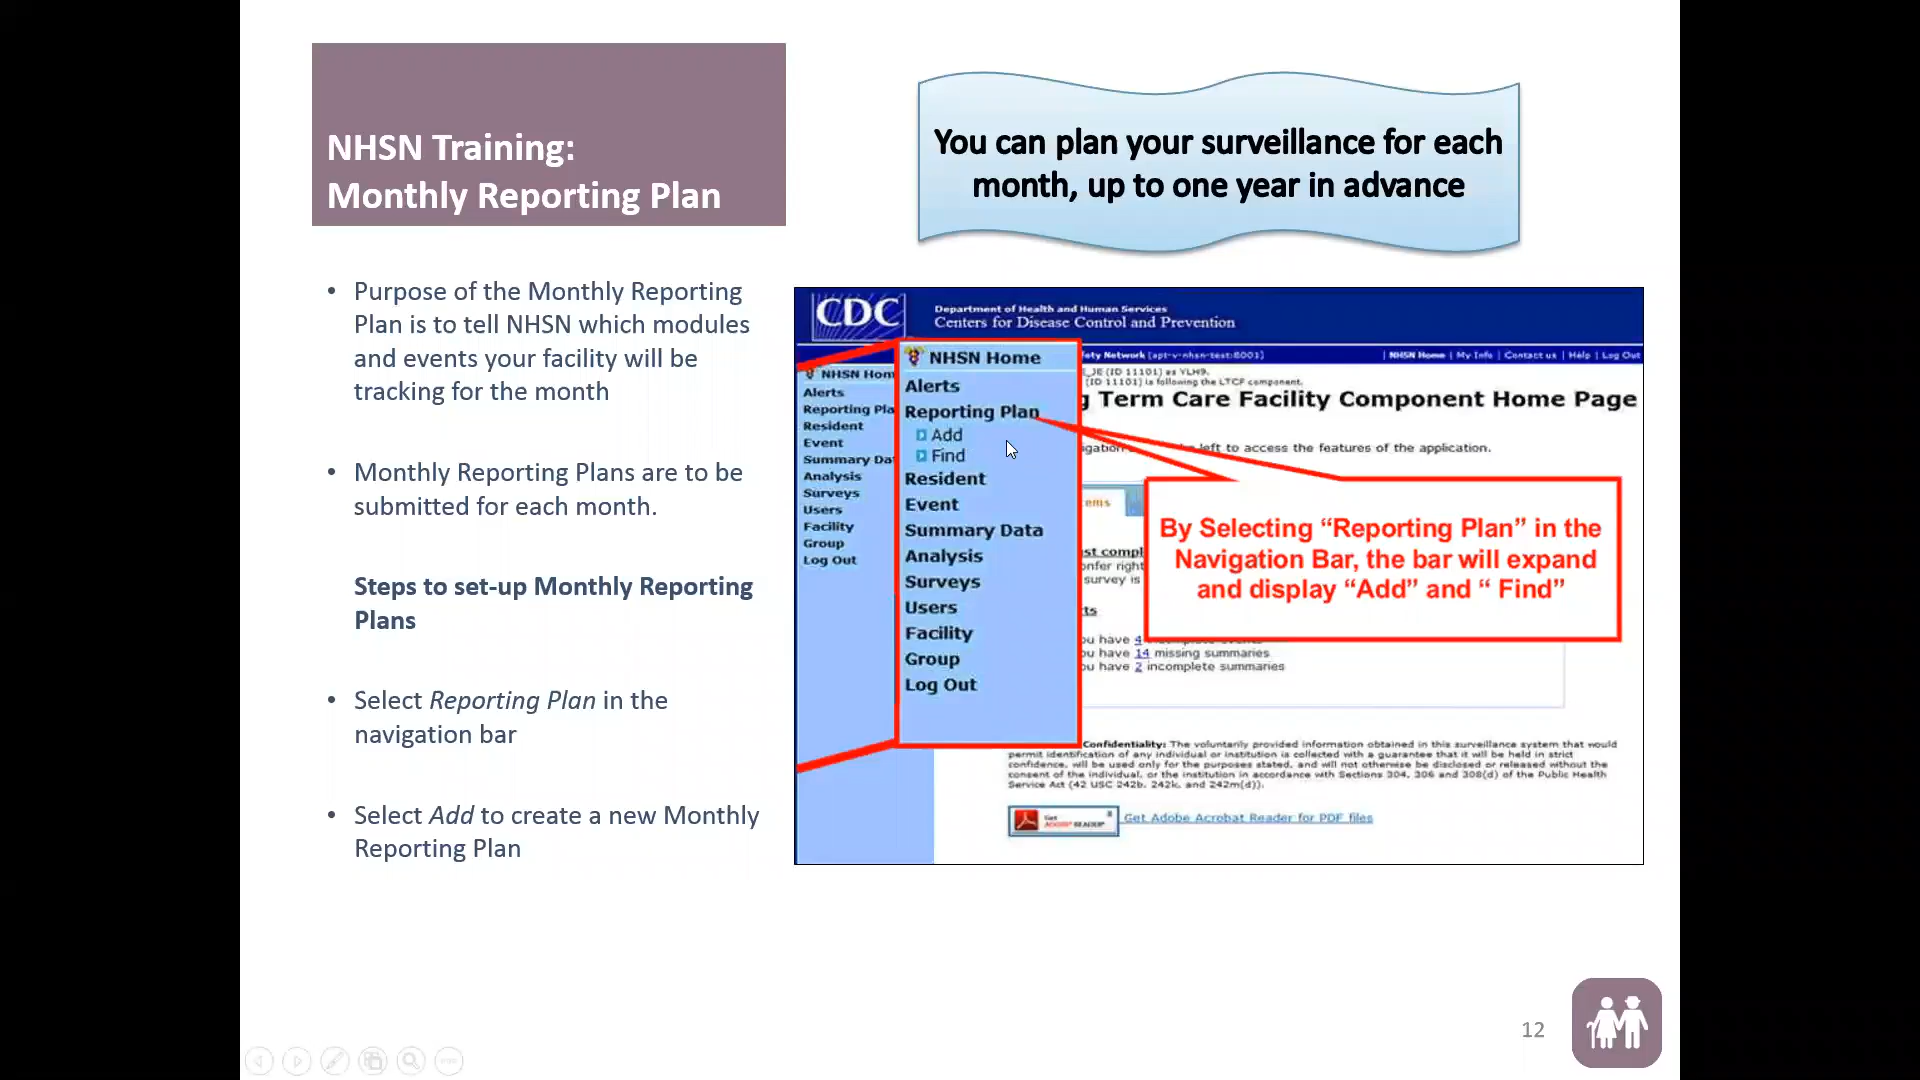 NHSN Training:
Monthly Reporting Plan
You can plan your surveillance for each
month, up to one year in advance
• Purpose of the Monthly Reporting
Plan is to tell NHSN which modules
and events your facility will be
tracking for the month
• Monthly Reporting Plans are to be
submitted for each month.
Steps to set-up Monthly Reporting
Plans
• Select Reporting Plan in the
navigation bar
• Select Add to create a new Monthly
Reporting Plan
CDC
Department of Health and Human Services
Centers for Disease Control and Prevention
ety Network (apt-v-nhsn-test:8001)
| NHSN Home | My Info | Contact us | Help | Log Out
_JE (ID 11101) as YLH9.
(ID 11101) is following the LTCF component.
g Term Care Facility Component Home Page
NHSN Hom
Alerts
Reporting Pla
Resident
Event
Summary Da
Analysis
Surveys
Users
Facility
Group
Log Out
NHSN Home
Alerts
Reporting Plan
Add
Find
Resident
Event
Summary Data
Analysis
Surveys
Users
Facility
Group
Log Out
left to access the features of the application.
By Selecting “Reporting Plan” in the
Navigation Bar, the bar will expand
and display “Add” and “ Find”
st compl
nfer right
survey is
ts
u have 4
u have 14 missing summaries
u have 2 incomplete summaries
Confidentiality: The voluntarily provided information obtained in this surveillance system that would
permit identification of any individual or institution is collected with a guarantee that it will be held in strict
confidence, will be used only for the purposes stated, and will not otherwise be disclosed or released without the
consent of the individual, or the institution in accordance with Sections 304, 306 and 308(d) of the Public Health
Service Act (42 USC 242b, 242k, and 242m(d)).
Get
ADOBE READER
Get Adobe Acrobat Reader for PDF files
12